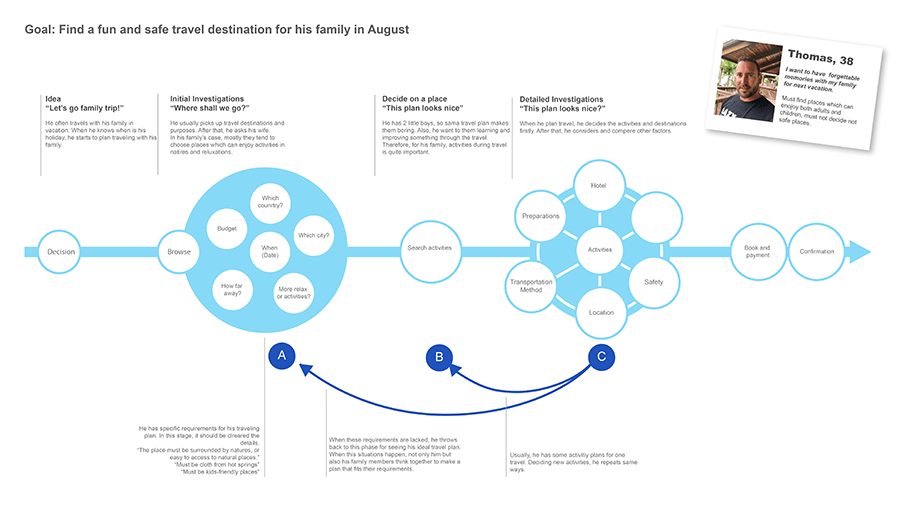 Goal: Find a fun and safe travel destination for his family in August
Thomas, 38
I want to have forgettable
memories with my family
for next vacation.
Must find places which can
enojoy both adults and
children, must not decide not
safe places.
Idea
“Let's go family trip!”
He often travels with his family in
vacation. When he knows when is his
holiday, he starts to plan traveling with his
family.
Initial Investigations
“Where shall we go?”
He usually picks up travel destinations and
purposes. After that, he asks his wife.
In his family's case, mostly they tend to
choose places which can enjoy activities in
natires and reluxations.
Decide on a place
“This plan looks nice”
He has 2 little boys, so sama travel plan makes
them boring. Also, he want to them learning and
improving something through the travel.
Therefore, for his family, activities during travel
is quite important.
Detailed Investigations
“This plan looks nice?”
When he plan travel, he decides the activities and destinations
firstly. After that, he considers and compere other factors.
Decision
Browse
Which
country?
Budget
Which city?
When
(Date)
How far
away?
More relax
or activities?
Search activities
Hotel
Preparations
Activities
Transportation
Method
Safety
Location
Book and
payment
Confirmation
A
B
C
He has specific requirements for his traveling
plan. In this stage, it should be clreared the
details.
“The place must be surrounded by natures, or
easy to access to natural places.”
“Must be cloth from hot springs”
“Must be kids-friendly places”
When these requirements are lacked, he throws
back to this phase for seeing his ideal travel plan.
When this situations happen, not only him but
also his family members think together to make a
plan that fits their requirements.
Usually, he has some activitiy plans for one
travel. Deciding new activities, he repeats same
ways.